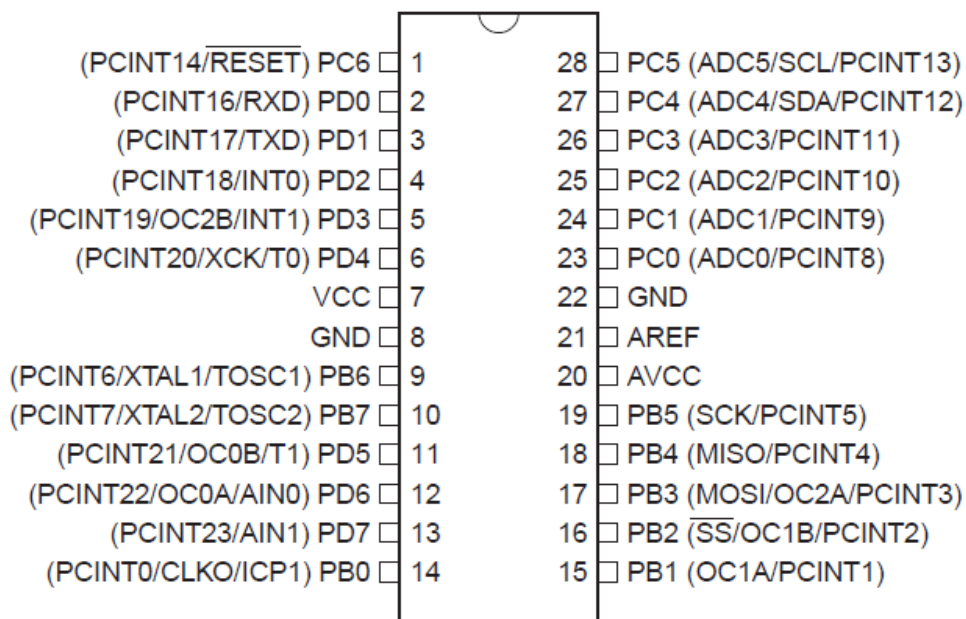 (PCINT14/RESET) PC6 1 28 PC5 (ADC5/SCL/PCINT13)
(PCINT16/RXD) PD0 2 27 PC4 (ADC4/SDA/PCINT12)
(PCINT17/TXD) PD1 3 26 PC3 (ADC3/PCINT11)
(PCINT18/INT0) PD2 4 25 PC2 (ADC2/PCINT10)
(PCINT19/OC2B/INT1) PD3 5 24 PC1 (ADC1/PCINT9)
(PCINT20/XCK/T0) PD4 6 23 PC0 (ADC0/PCINT8)
VCC 7 22 GND
GND 8 21 AREF
(PCINT6/XTAL1/TOSC1) PB6 9 20 AVCC
(PCINT7/XTAL2/TOSC2) PB7 10 19 PB5 (SCK/PCINT5)
(PCINT21/OC0B/T1) PD5 11 18 PB4 (MISO/PCINT4)
(PCINT22/OC0A/AIN0) PD6 12 17 PB3 (MOSI/OC2A/PCINT3)
(PCINT23/AIN1) PD7 13 16 PB2 (SS/OC1B/PCINT2)
(PCINT0/CLKO/ICP1) PB0 14 15 PB1 (OC1A/PCINT1)